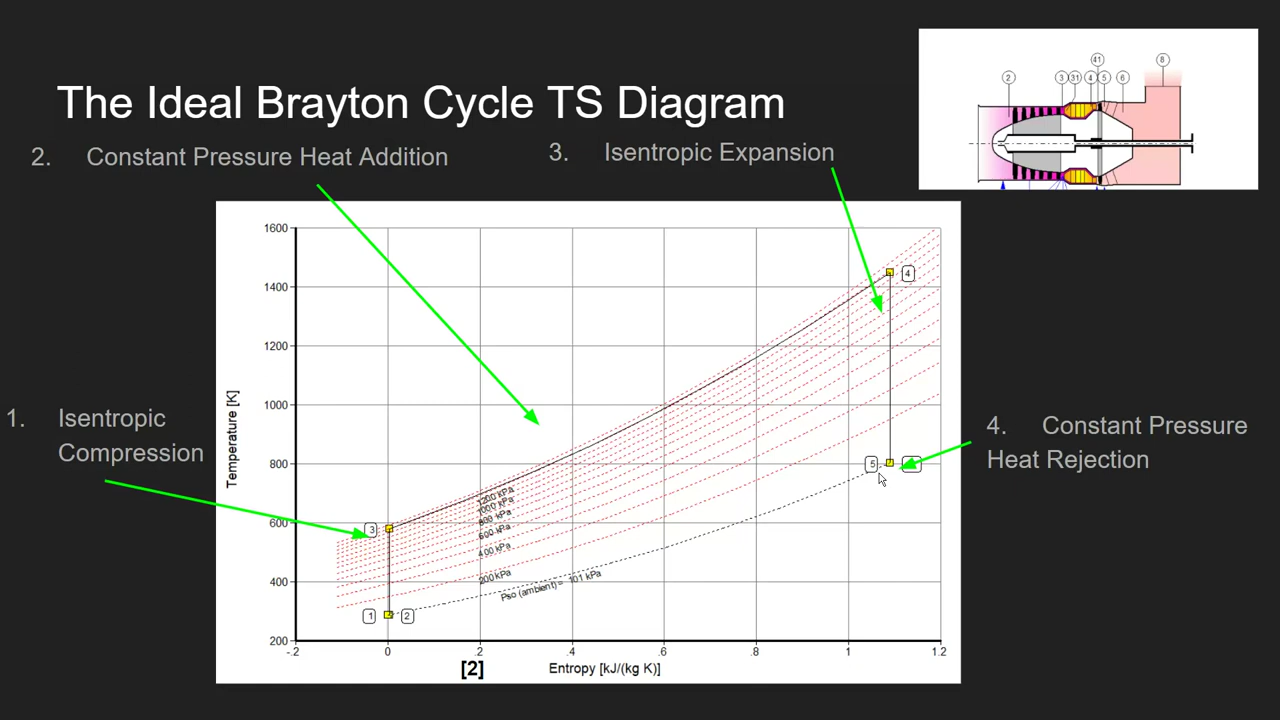 The Ideal Brayton Cycle TS Diagram
2 3 31 4 41 5 6 8
2. Constant Pressure Heat Addition
3. Isentropic Expansion
1. Isentropic
Compression
4. Constant Pressure
Heat Rejection
Temperature [K]
1600
1400
1200
1000
800
600
400
200
4
5
3
1 2
1200 kPa
1000 kPa
800 kPa
600 kPa
400 kPa
200 kPa
Pso (ambient) = 101 kPa
-.2 0 .2 .4 .6 .8 1 1.2
[2] Entropy [kJ/(kg K)]